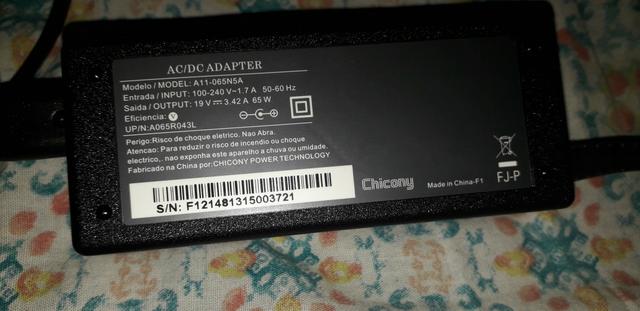 AC/DC ADAPTER
Modelo / MODEL: A11-065N5A
Entrada / INPUT: 100-240 V~1.7 A 50-60 Hz
Saida / OUTPUT: 19 V⎓ 3.42 A 65 W
Eficiencia: V
UP/N:A065R043L
Perigo:Risco de choque eletrico. Nao Abra.
Atencao: Para reduzir o risco de incendio ou choque
electrico,. nao exponha este aparelho a chuva ou umidade.
Fabricado na China por:CHICONY POWER TECHNOLOGY
S/N: F121481315003721
Chicony
Made in China-F1
FJ-P